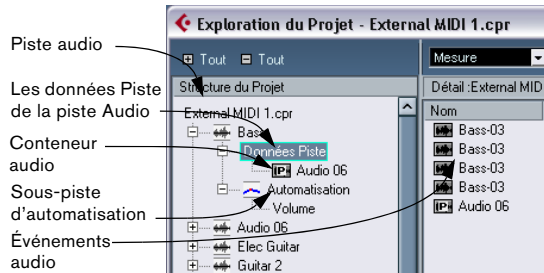 Exploration du Projet - External MIDI 1.cpr
Piste audio
Tout Tout
Mesure
Les données Piste
de la piste Audio
Structure du Projet
Détail :External MID
External MIDI 1.cpr
Nom
Bass
Bass-03
Données Piste
Bass-03
Conteneur
audio
Audio 06
Bass-03
Sous-piste
d'automatisation
Automatisation
Bass-03
Volume
Audio 06
Événements
audio
Audio 06
Elec Guitar
Guitar 2